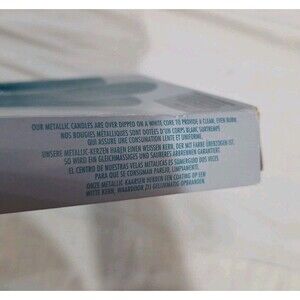 OUR METALLIC CANDLES ARE OVER DIPPED ON A WHITE CORE TO PROVIDE A CLEAN, EVEN BURN.
NOS BOUGIES MÉTALLIQUES SONT DOTÉES D'UN CORPS BLANC SURTREMPÉ
QUI ASSURE UNE CONSUMATION LENTE ET UNIFORME.
UNSERE METALLIC-KERZEN HABEN EINEN WEISSEN KERN, DER MIT FARBE ÜBERZOGEN IST.
SO WIRD EIN GLEICHMÄSSIGES UND SAUBERES ABBRENNEN GARANTIERT.
EL CENTRO DE NUESTRAS VELAS METALICAS ES SUMERGIDO DOS VECES
PARA QUE SE CONSUMAN PAREJO, LIMPIAMENTE.
ONZE METALLIC KAARSEN HEBBEN EEN COATING OP EEN
WITTE KERN, WAARDOOR ZIJ GELIJKMATIG OPBRANDEN